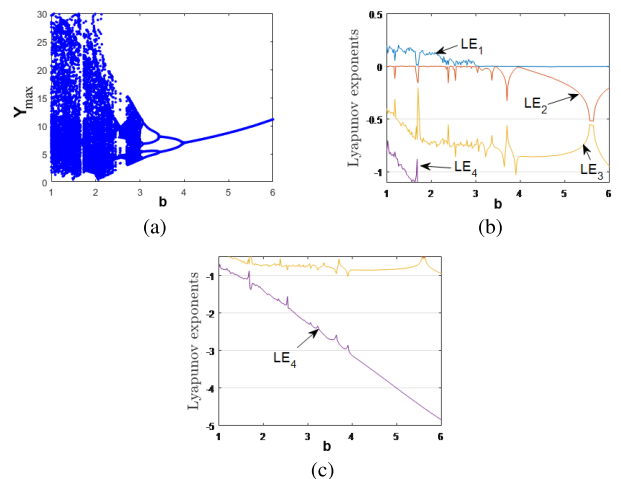 30
25
20
15
10
5
0
Ymax
1 2 3 4 5 6
b
(a)
0.5
0
-0.5
-1
Lyapunov exponents
LE1
LE2
LE3
LE4
1 2 3 4 5 6
b
(b)
-1
-2
-3
-4
-5
Lyapunov exponents
LE4
1 2 3 4 5 6
b
(c)